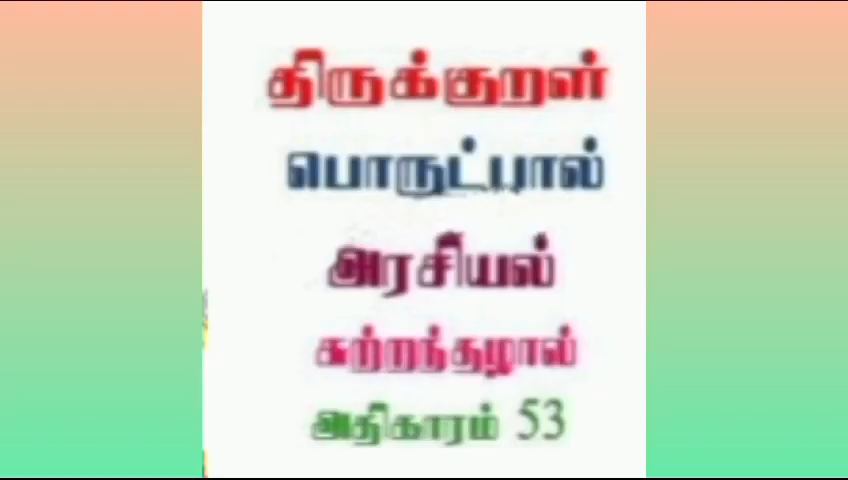 திருக்குறள்
பொருட்பால்
அரசியல்
சுற்றந்தழால்
அதிகாரம் 53